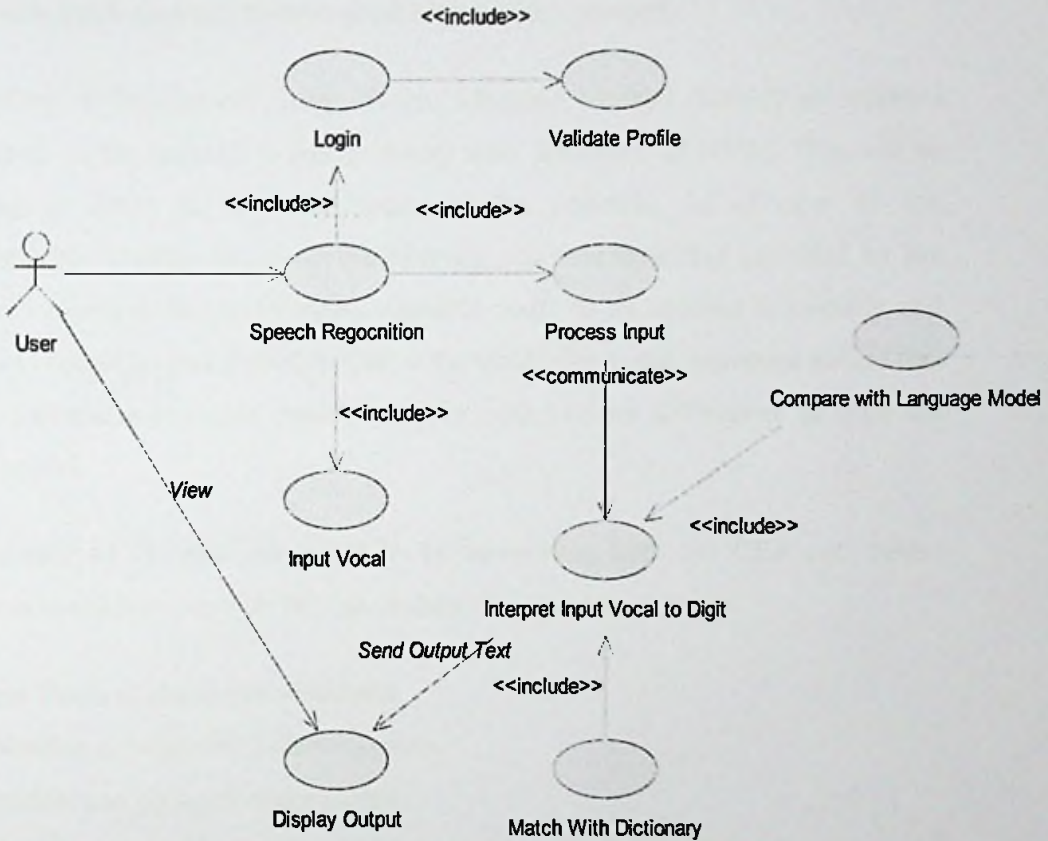 <<include>>
<<include>>
Login
Validate Profile
<<include>>
<<include>>
User
Speech Regocnition
Process Input
<<communicate>>
Compare with Language Model
<<include>>
View
<<include>>
Input Vocal
Interpret Input Vocal to Digit
Send Output Text
<<include>>
Display Output
Match With Dictionary